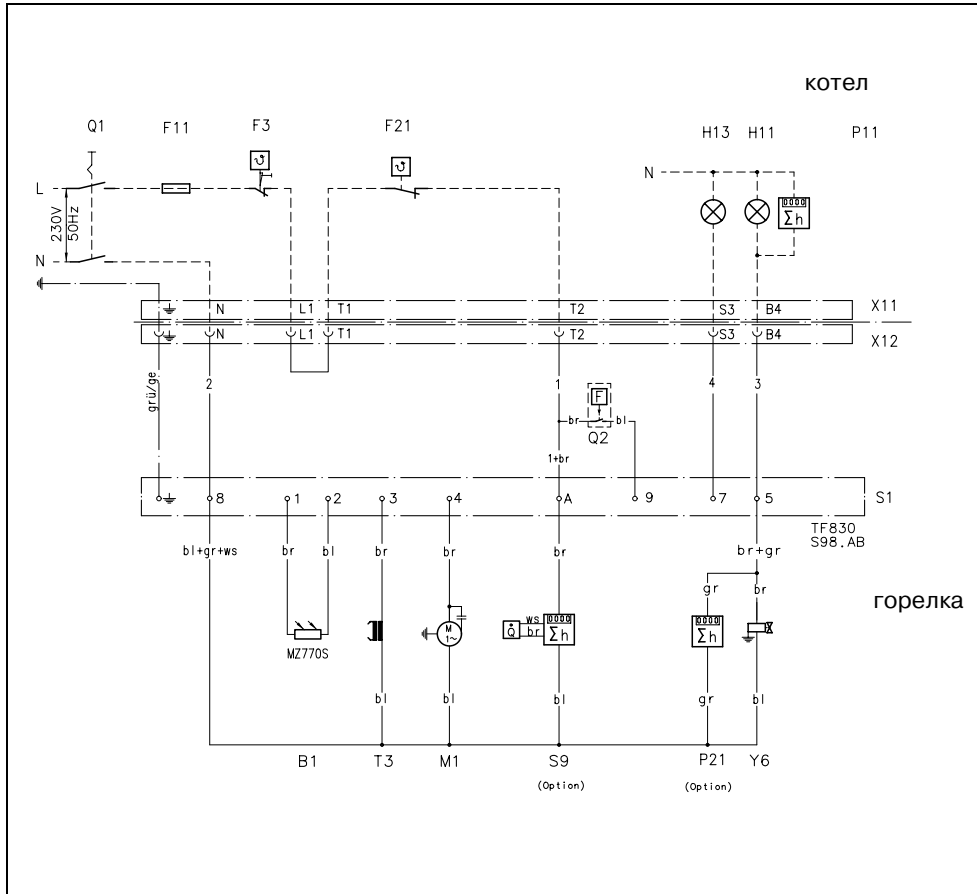 котел
Q1 F11 F3 F21 H13 H11 P11
ϑ ϑ
N
L
230V
50Hz
0000
Σh
N
N L1 T1 T2 S3 B4 X11
N L1 T1 T2 S3 B4 X12
grü/ge 2 1 4 3
F
br bl
Q2
1+br
8 1 2 3 4 A 9 7 5 S1
TF830
S98.AB
bl+gr+ws br bl br br br br+gr
gr br
горелка
M
1~
Q ws
br
0000
Σh
0000
Σh
MZ770S
bl bl bl gr bl
B1 T3 M1 S9 P21 Y6
(Option) (Option)